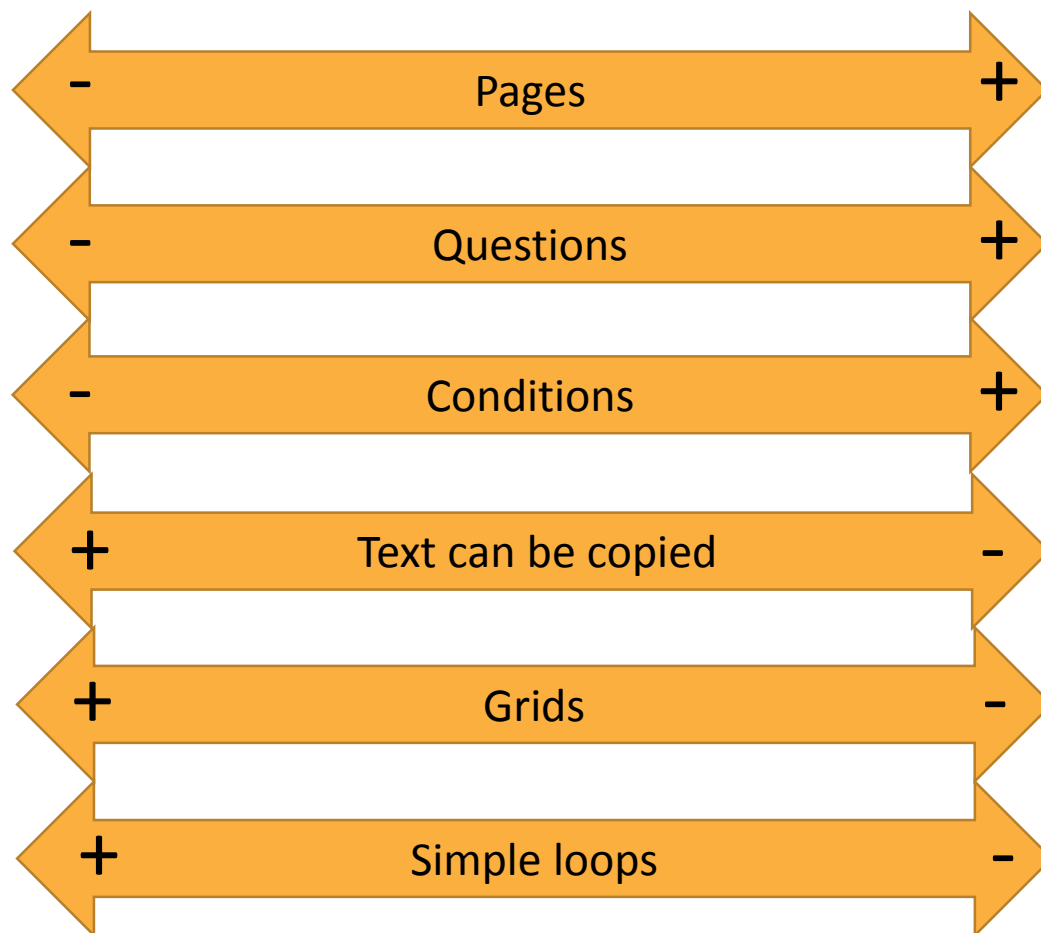 - Pages +
- Questions +
- Conditions +
+ Text can be copied -
+ Grids -
+ Simple loops -